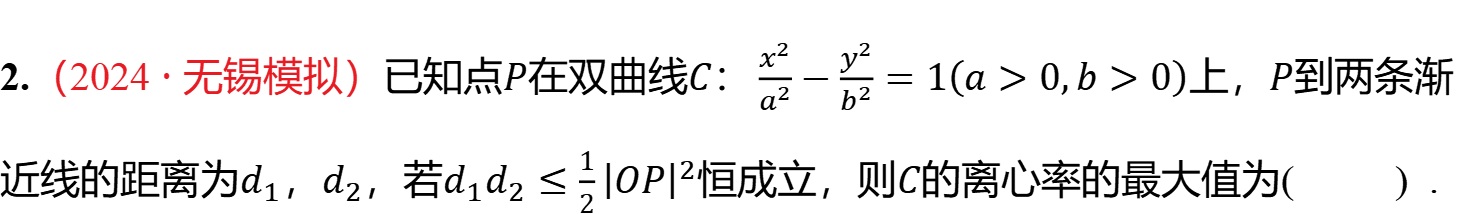 2.（2024 · 无锡模拟）已知点P在双曲线C： x²/a² − y²/b² = 1(a > 0, b > 0)上，P到两条渐
近线的距离为d₁，d₂，若d₁d₂ ≤ 1/2|OP|²恒成立，则C的离心率的最大值为(　　).